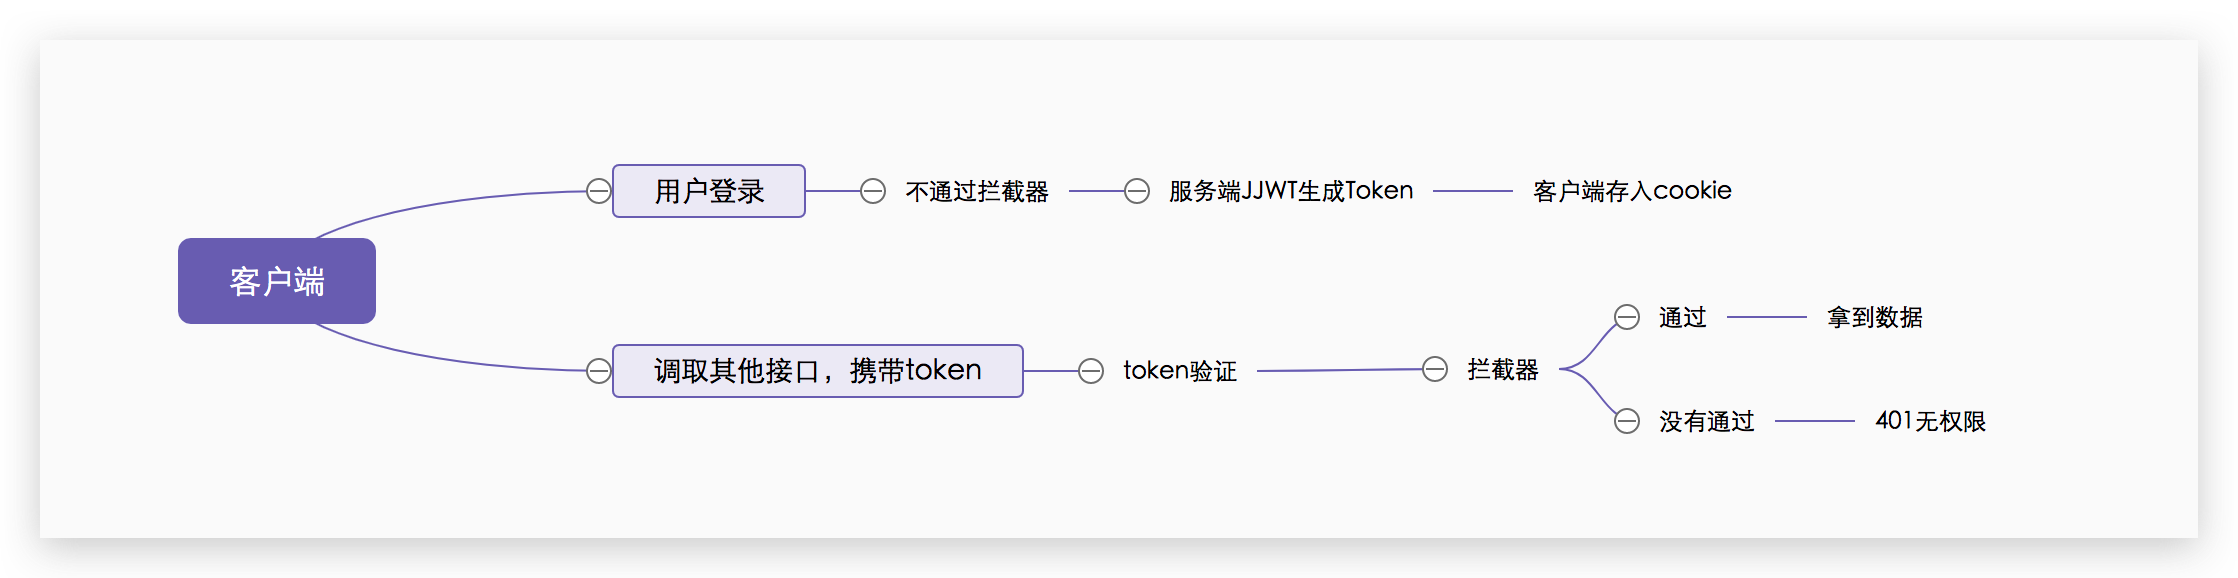 用户登录
不通过拦截器
服务端JJWT生成Token
客户端存入cookie
客户端
调取其他接口，携带token
token验证
拦截器
通过
拿到数据
没有通过
401无权限